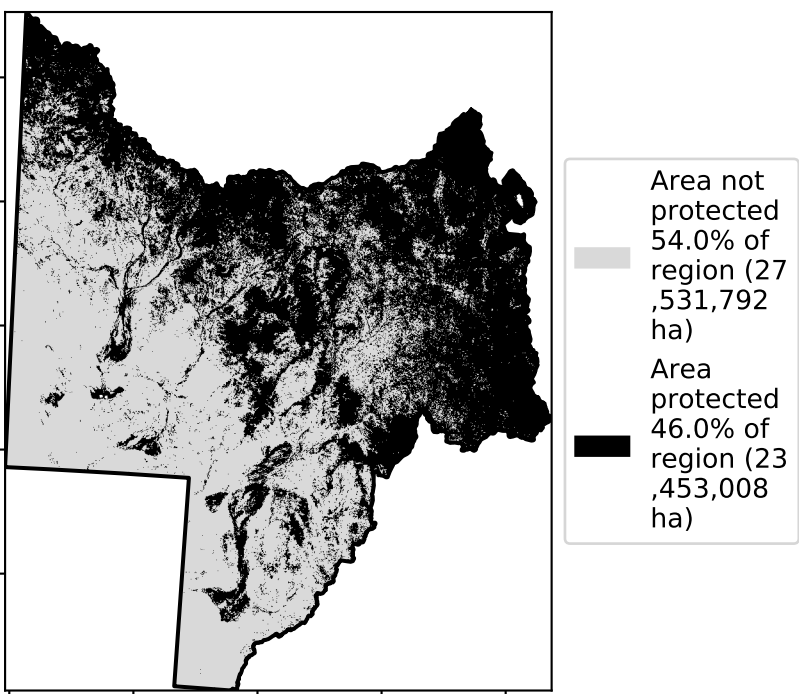 Area not
protected
54.0% of
region (27
,531,792
ha)
Area
protected
46.0% of
region (23
,453,008
ha)